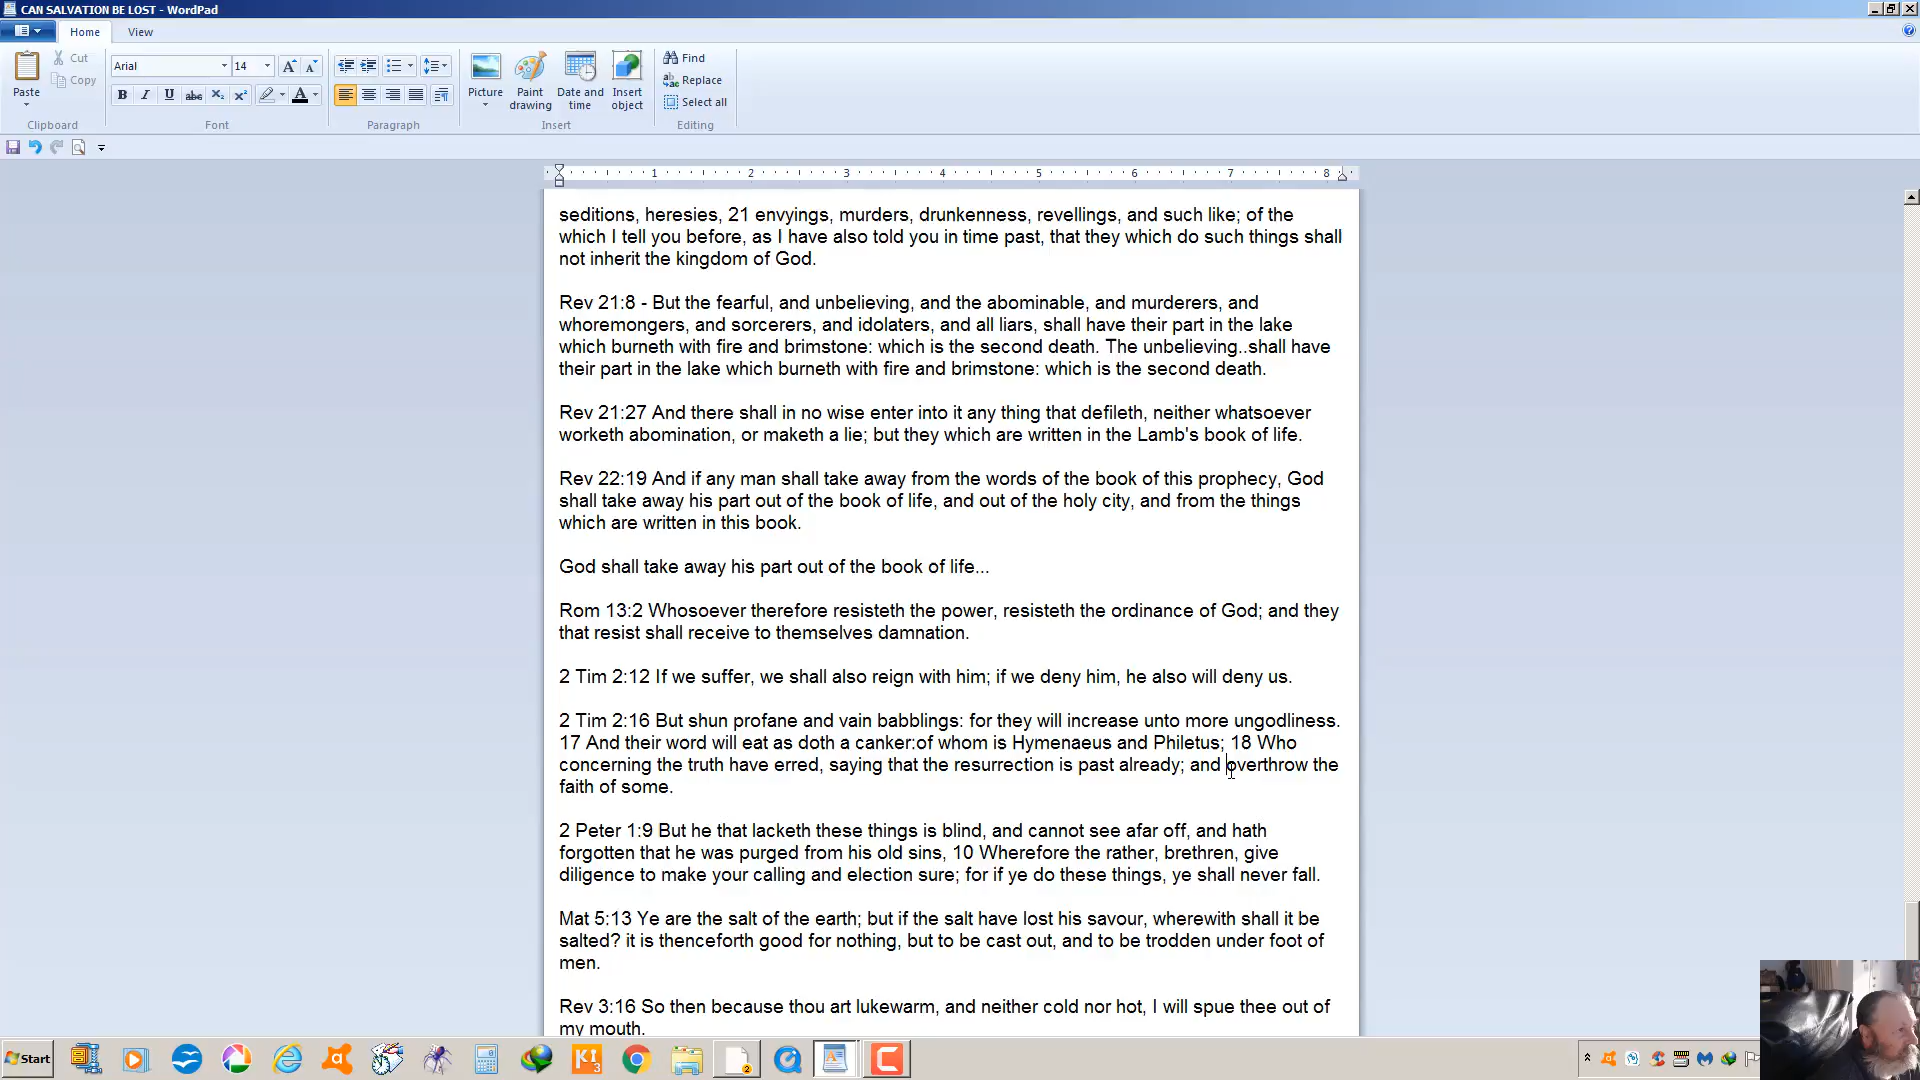 CAN SALVATION BE LOST - WordPad
Home
View
Paste
Cut
Copy
Arial
14
B I U abc X₂ X²
A
Picture
Paint drawing
Date and time
Insert object
Find
Replace
Select all
Clipboard
Font
Paragraph
Insert
Editing
1 2 3 4 5 6 7 8
seditions, heresies, 21 envyings, murders, drunkenness, revellings, and such like; of the
which I tell you before, as I have also told you in time past, that they which do such things shall
not inherit the kingdom of God.
Rev 21:8 - But the fearful, and unbelieving, and the abominable, and murderers, and
whoremongers, and sorcerers, and idolaters, and all liars, shall have their part in the lake
which burneth with fire and brimstone: which is the second death. The unbelieving..shall have
their part in the lake which burneth with fire and brimstone: which is the second death.
Rev 21:27 And there shall in no wise enter into it any thing that defileth, neither whatsoever
worketh abomination, or maketh a lie; but they which are written in the Lamb's book of life.
Rev 22:19 And if any man shall take away from the words of the book of this prophecy, God
shall take away his part out of the book of life, and out of the holy city, and from the things
which are written in this book.
God shall take away his part out of the book of life...
Rom 13:2 Whosoever therefore resisteth the power, resisteth the ordinance of God; and they
that resist shall receive to themselves damnation.
2 Tim 2:12 If we suffer, we shall also reign with him; if we deny him, he also will deny us.
2 Tim 2:16 But shun profane and vain babblings: for they will increase unto more ungodliness.
17 And their word will eat as doth a canker:of whom is Hymenaeus and Philetus; 18 Who
concerning the truth have erred, saying that the resurrection is past already; and overthrow the
faith of some.
2 Peter 1:9 But he that lacketh these things is blind, and cannot see afar off, and hath
forgotten that he was purged from his old sins, 10 Wherefore the rather, brethren, give
diligence to make your calling and election sure; for if ye do these things, ye shall never fall.
Mat 5:13 Ye are the salt of the earth; but if the salt have lost his savour, wherewith shall it be
salted? it is thenceforth good for nothing, but to be cast out, and to be trodden under foot of
men.
Rev 3:16 So then because thou art lukewarm, and neither cold nor hot, I will spue thee out of
my mouth.
Start